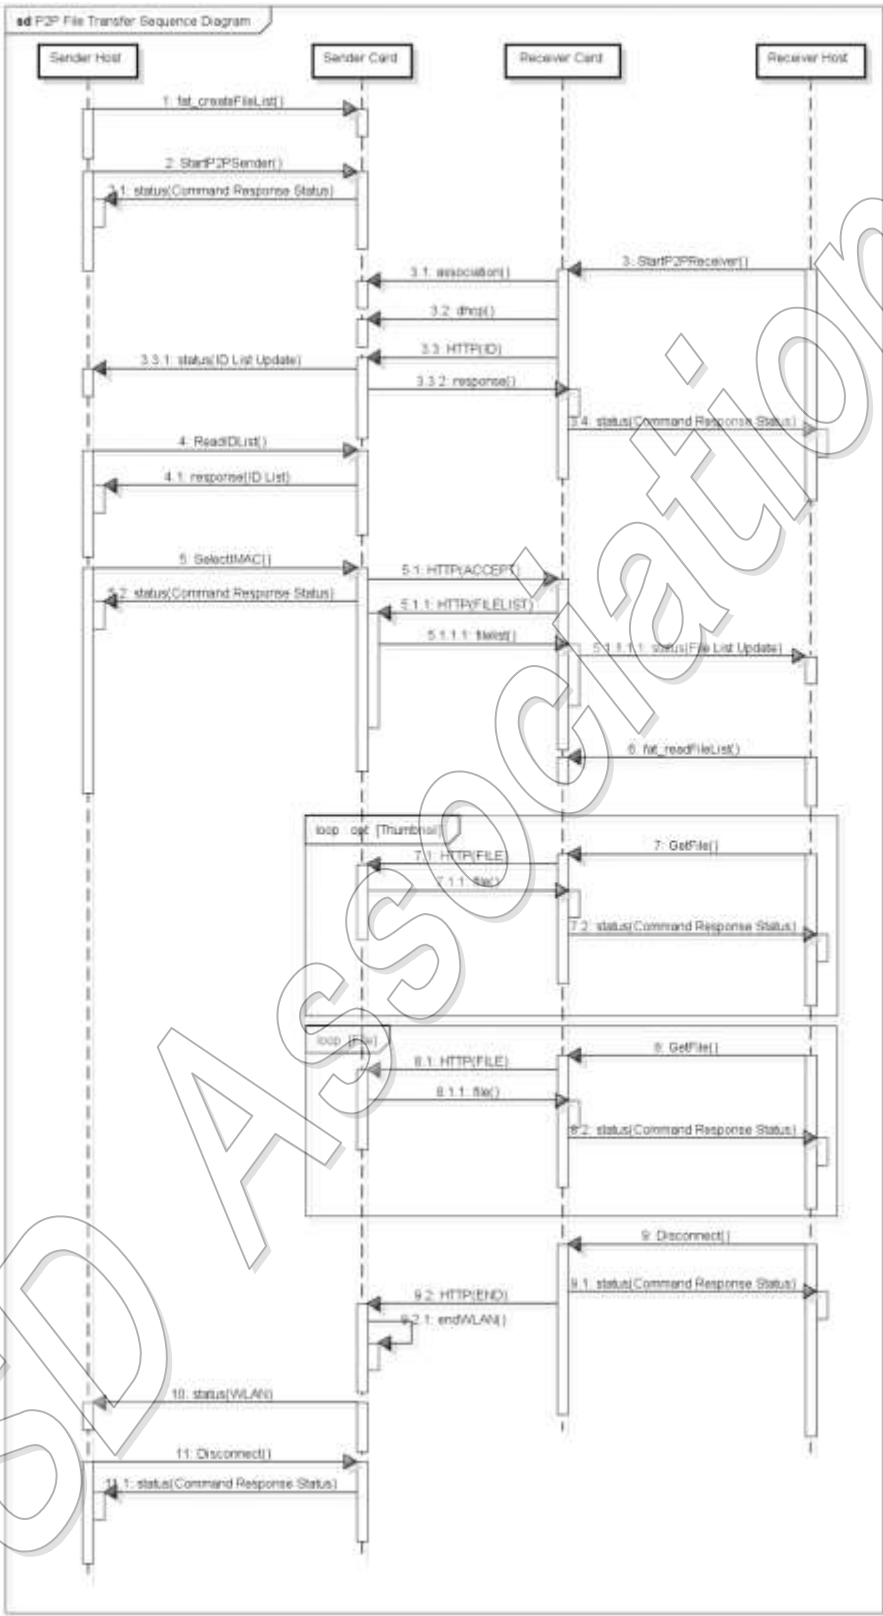 sd P2P File Transfer Sequence Diagram
Sender Host
Sender Card
Receiver Card
Receiver Host
1: fat_createFileList()
2: StartP2PSender()
2.1: status(Command Response Status)
3: StartP2PReceiver()
3.1: association()
3.2: dhcp()
3.3: HTTP(ID)
3.3.1: status(ID List Update)
3.3.2: response()
3.4: status(Command Response Status)
4: ReadIDList()
4.1: response(ID List)
5: SelectMAC()
5.1: HTTP(ACCEPT)
5.2: status(Command Response Status)
5.1.1: HTTP(FILELIST)
5.1.1.1: filelist()
5.1.1.1.1: status(File List Update)
6: fat_readFileList()
loop opt [Thumbnail]
7: GetFile()
7.1: HTTP(FILE)
7.1.1: file()
7.2: status(Command Response Status)
loop [File]
8: GetFile()
8.1: HTTP(FILE)
8.1.1: file()
8.2: status(Command Response Status)
9: Disconnect()
9.1: status(Command Response Status)
9.2: HTTP(END)
9.2.1: endWLAN()
10: status(WLAN)
11: Disconnect()
11.1: status(Command Response Status)
SD Association